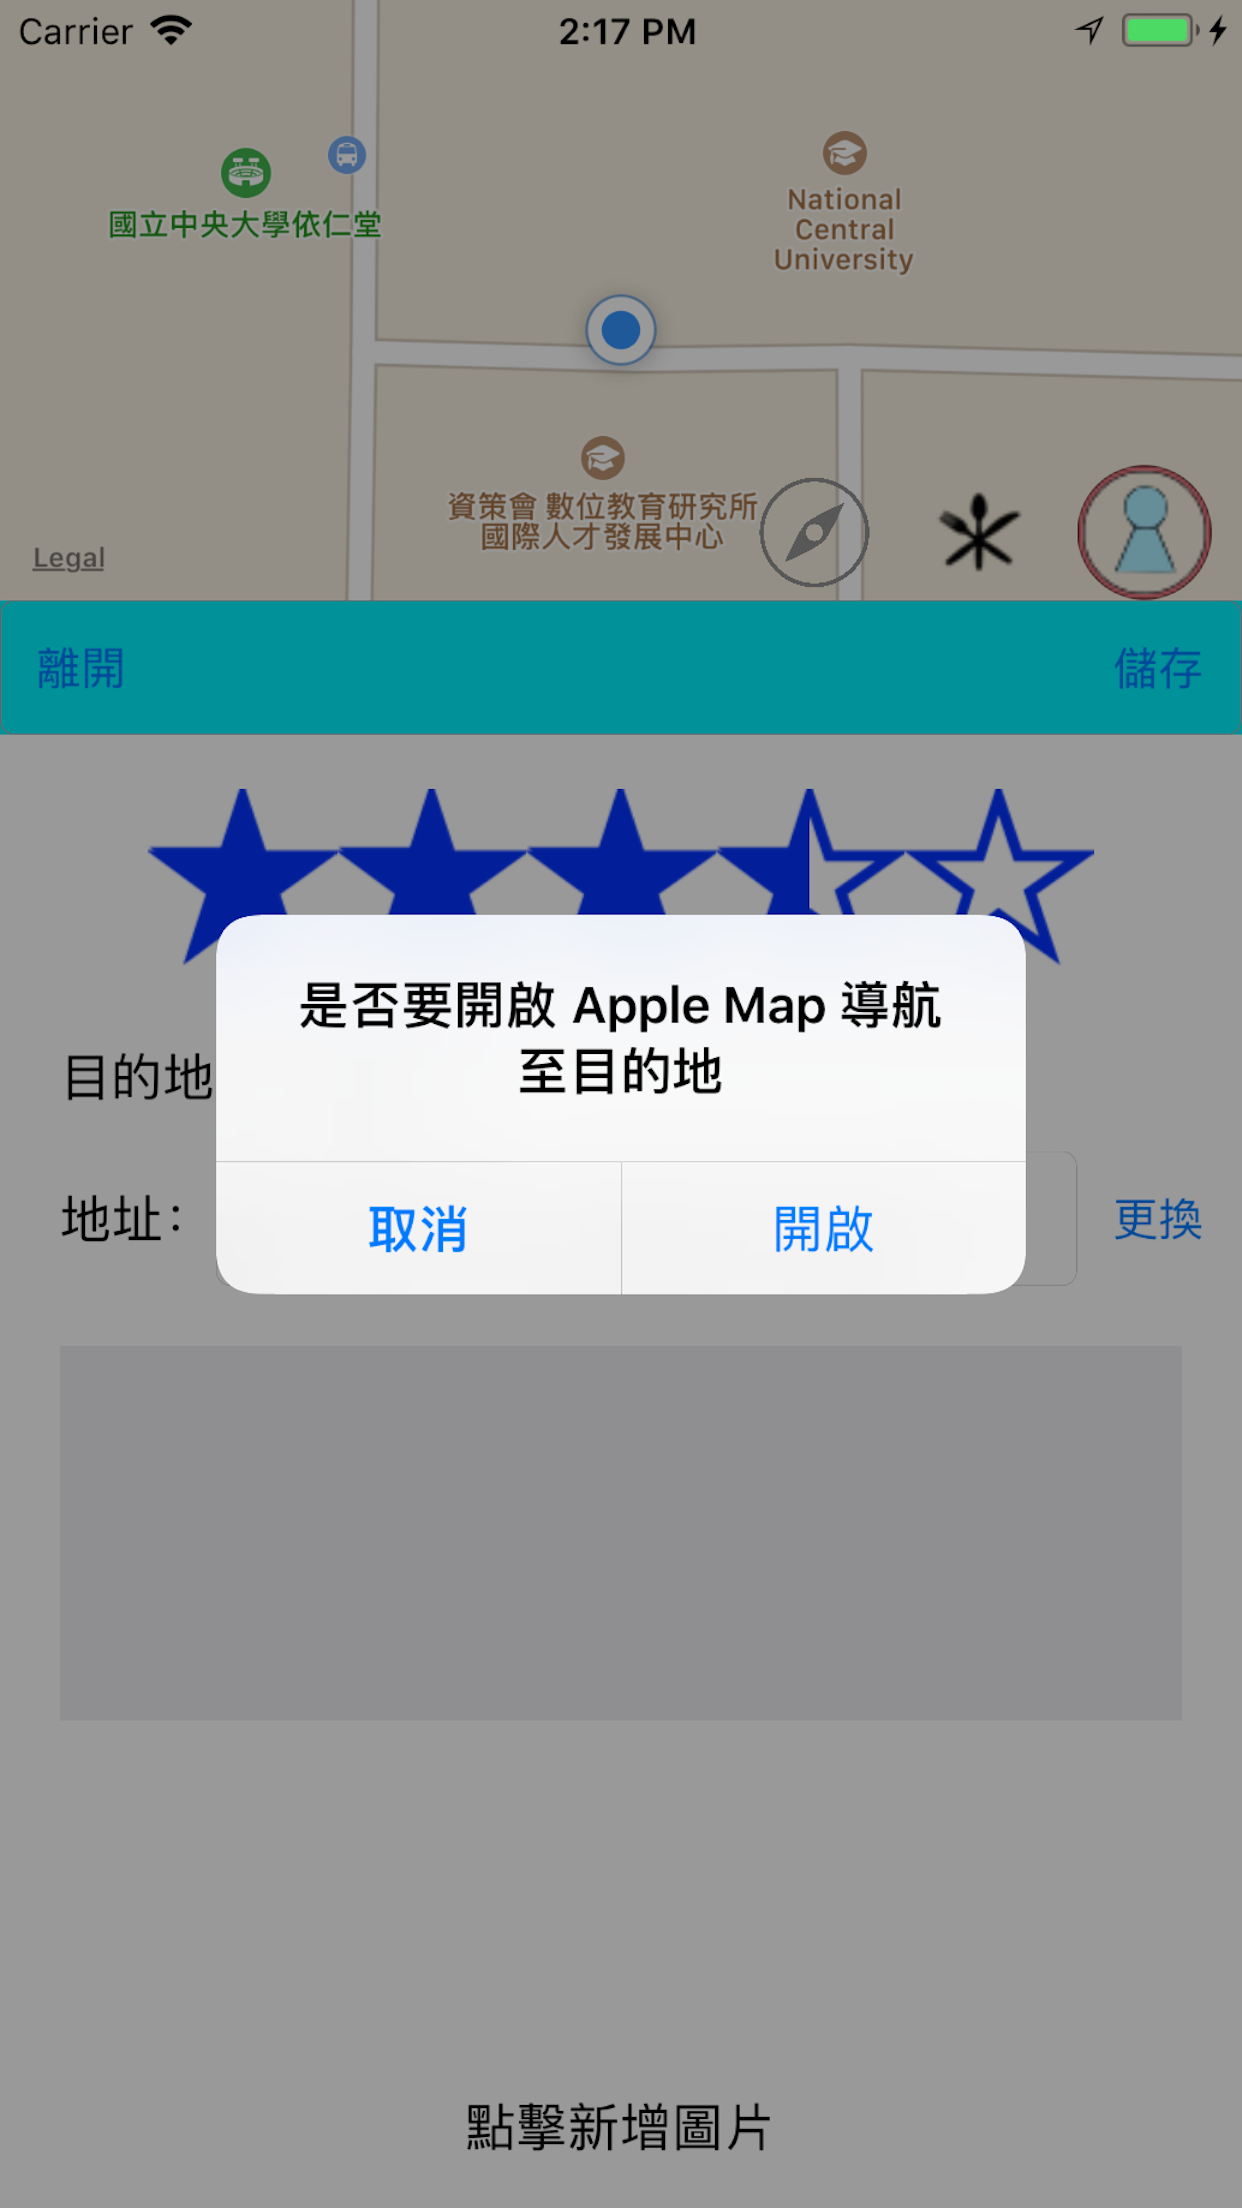 Carrier
2:17 PM
國立中央大學依仁堂
National
Central
University
資策會 數位教育研究所
國際人才發展中心
Legal
離開
儲存
是否要開啟 Apple Map 導航
至目的地
目的地
地址：
更換
取消
開啟
點擊新增圖片